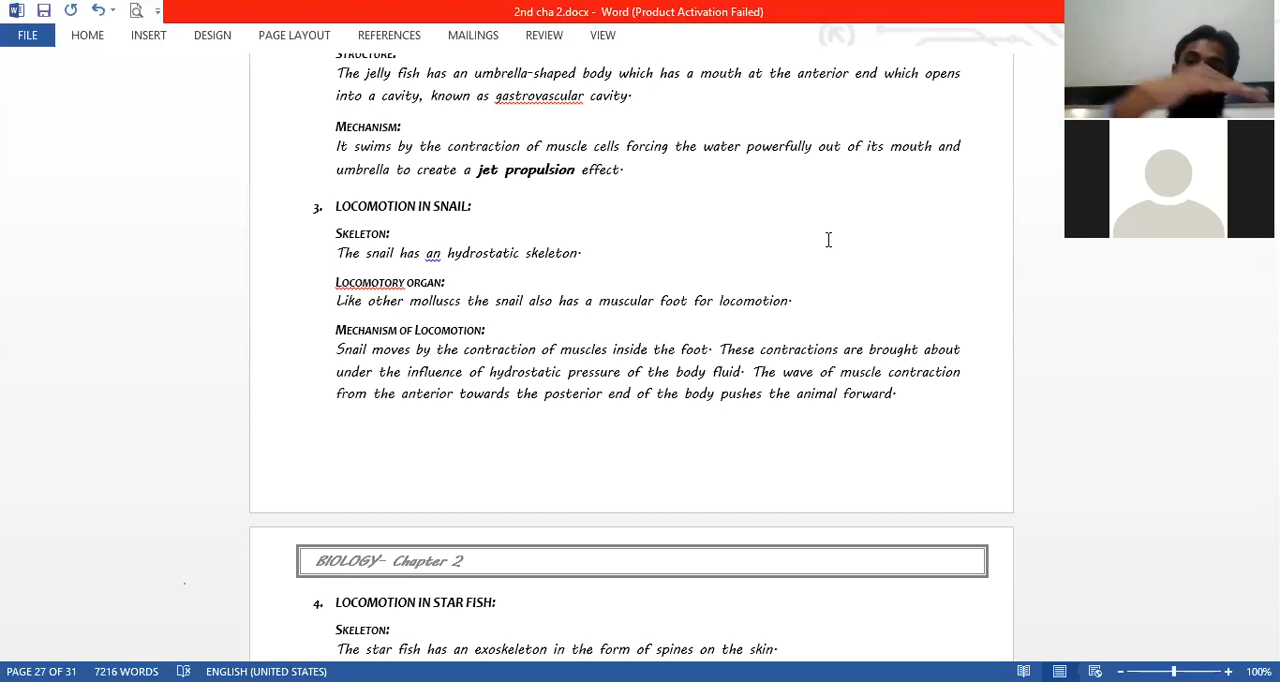 2nd cha 2.docx - Word (Product Activation Failed)
FILE HOME INSERT DESIGN PAGE LAYOUT REFERENCES MAILINGS REVIEW VIEW
STRUCTURE:
The jelly fish has an umbrella-shaped body which has a mouth at the anterior end which opens
into a cavity, known as gastrovascular cavity.
MECHANISM:
It swims by the contraction of muscle cells forcing the water powerfully out of its mouth and
umbrella to create a jet propulsion effect.
3. LOCOMOTION IN SNAIL:
SKELETON:
The snail has an hydrostatic skeleton.
LOCOMOTORY ORGAN:
Like other molluscs the snail also has a muscular foot for locomotion.
MECHANISM OF LOCOMOTION:
Snail moves by the contraction of muscles inside the foot. These contractions are brought about
under the influence of hydrostatic pressure of the body fluid. The wave of muscle contraction
from the anterior towards the posterior end of the body pushes the animal forward.
BIOLOGY- Chapter 2
4. LOCOMOTION IN STAR FISH:
SKELETON:
The star fish has an exoskeleton in the form of spines on the skin.
PAGE 27 OF 31 7216 WORDS ENGLISH (UNITED STATES) 100%